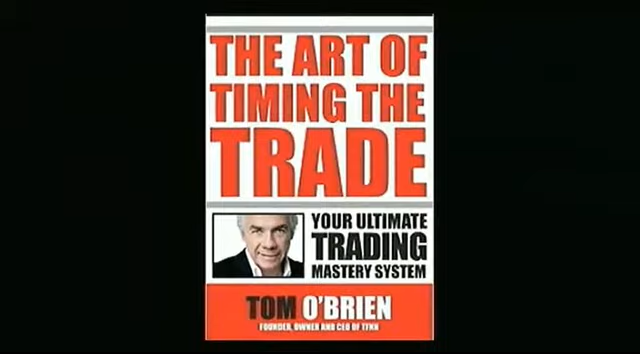 THE ART OF
TIMING THE
TRADE
YOUR ULTIMATE
TRADING
MASTERY SYSTEM
TOM O'BRIEN
FOUNDER, OWNER AND CEO OF TFNN